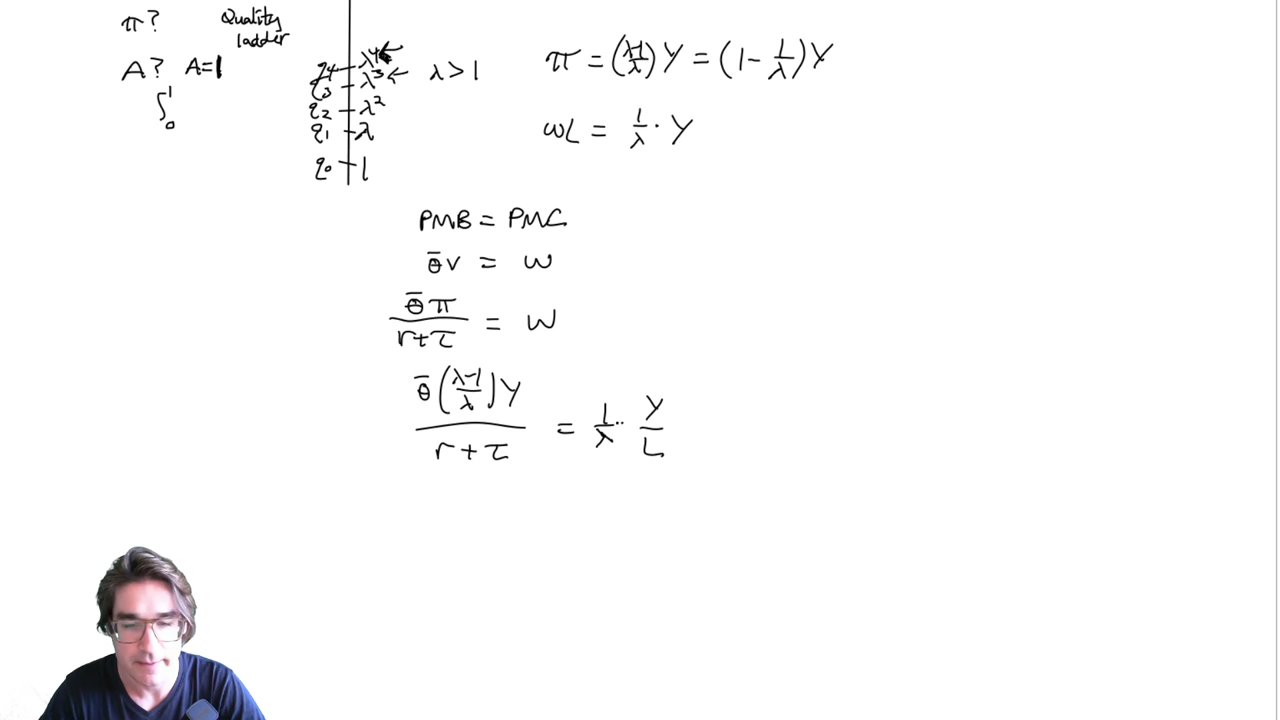 π?
Quality
ladder
A? A=1
∫₀¹
q₄ λ⁴ ←
q₃ λ³ ← λ>1
q₂ λ²
q₁ λ
q₀ 1
π = (λ-1/λ) Y = (1 - 1/λ) Y
wL = 1/λ · Y
PMB = PMC
θ̄v = w
θ̄π/r+τ = w
θ̄(λ-1/λ)Y/r+τ = 1/λ ·· Y/L